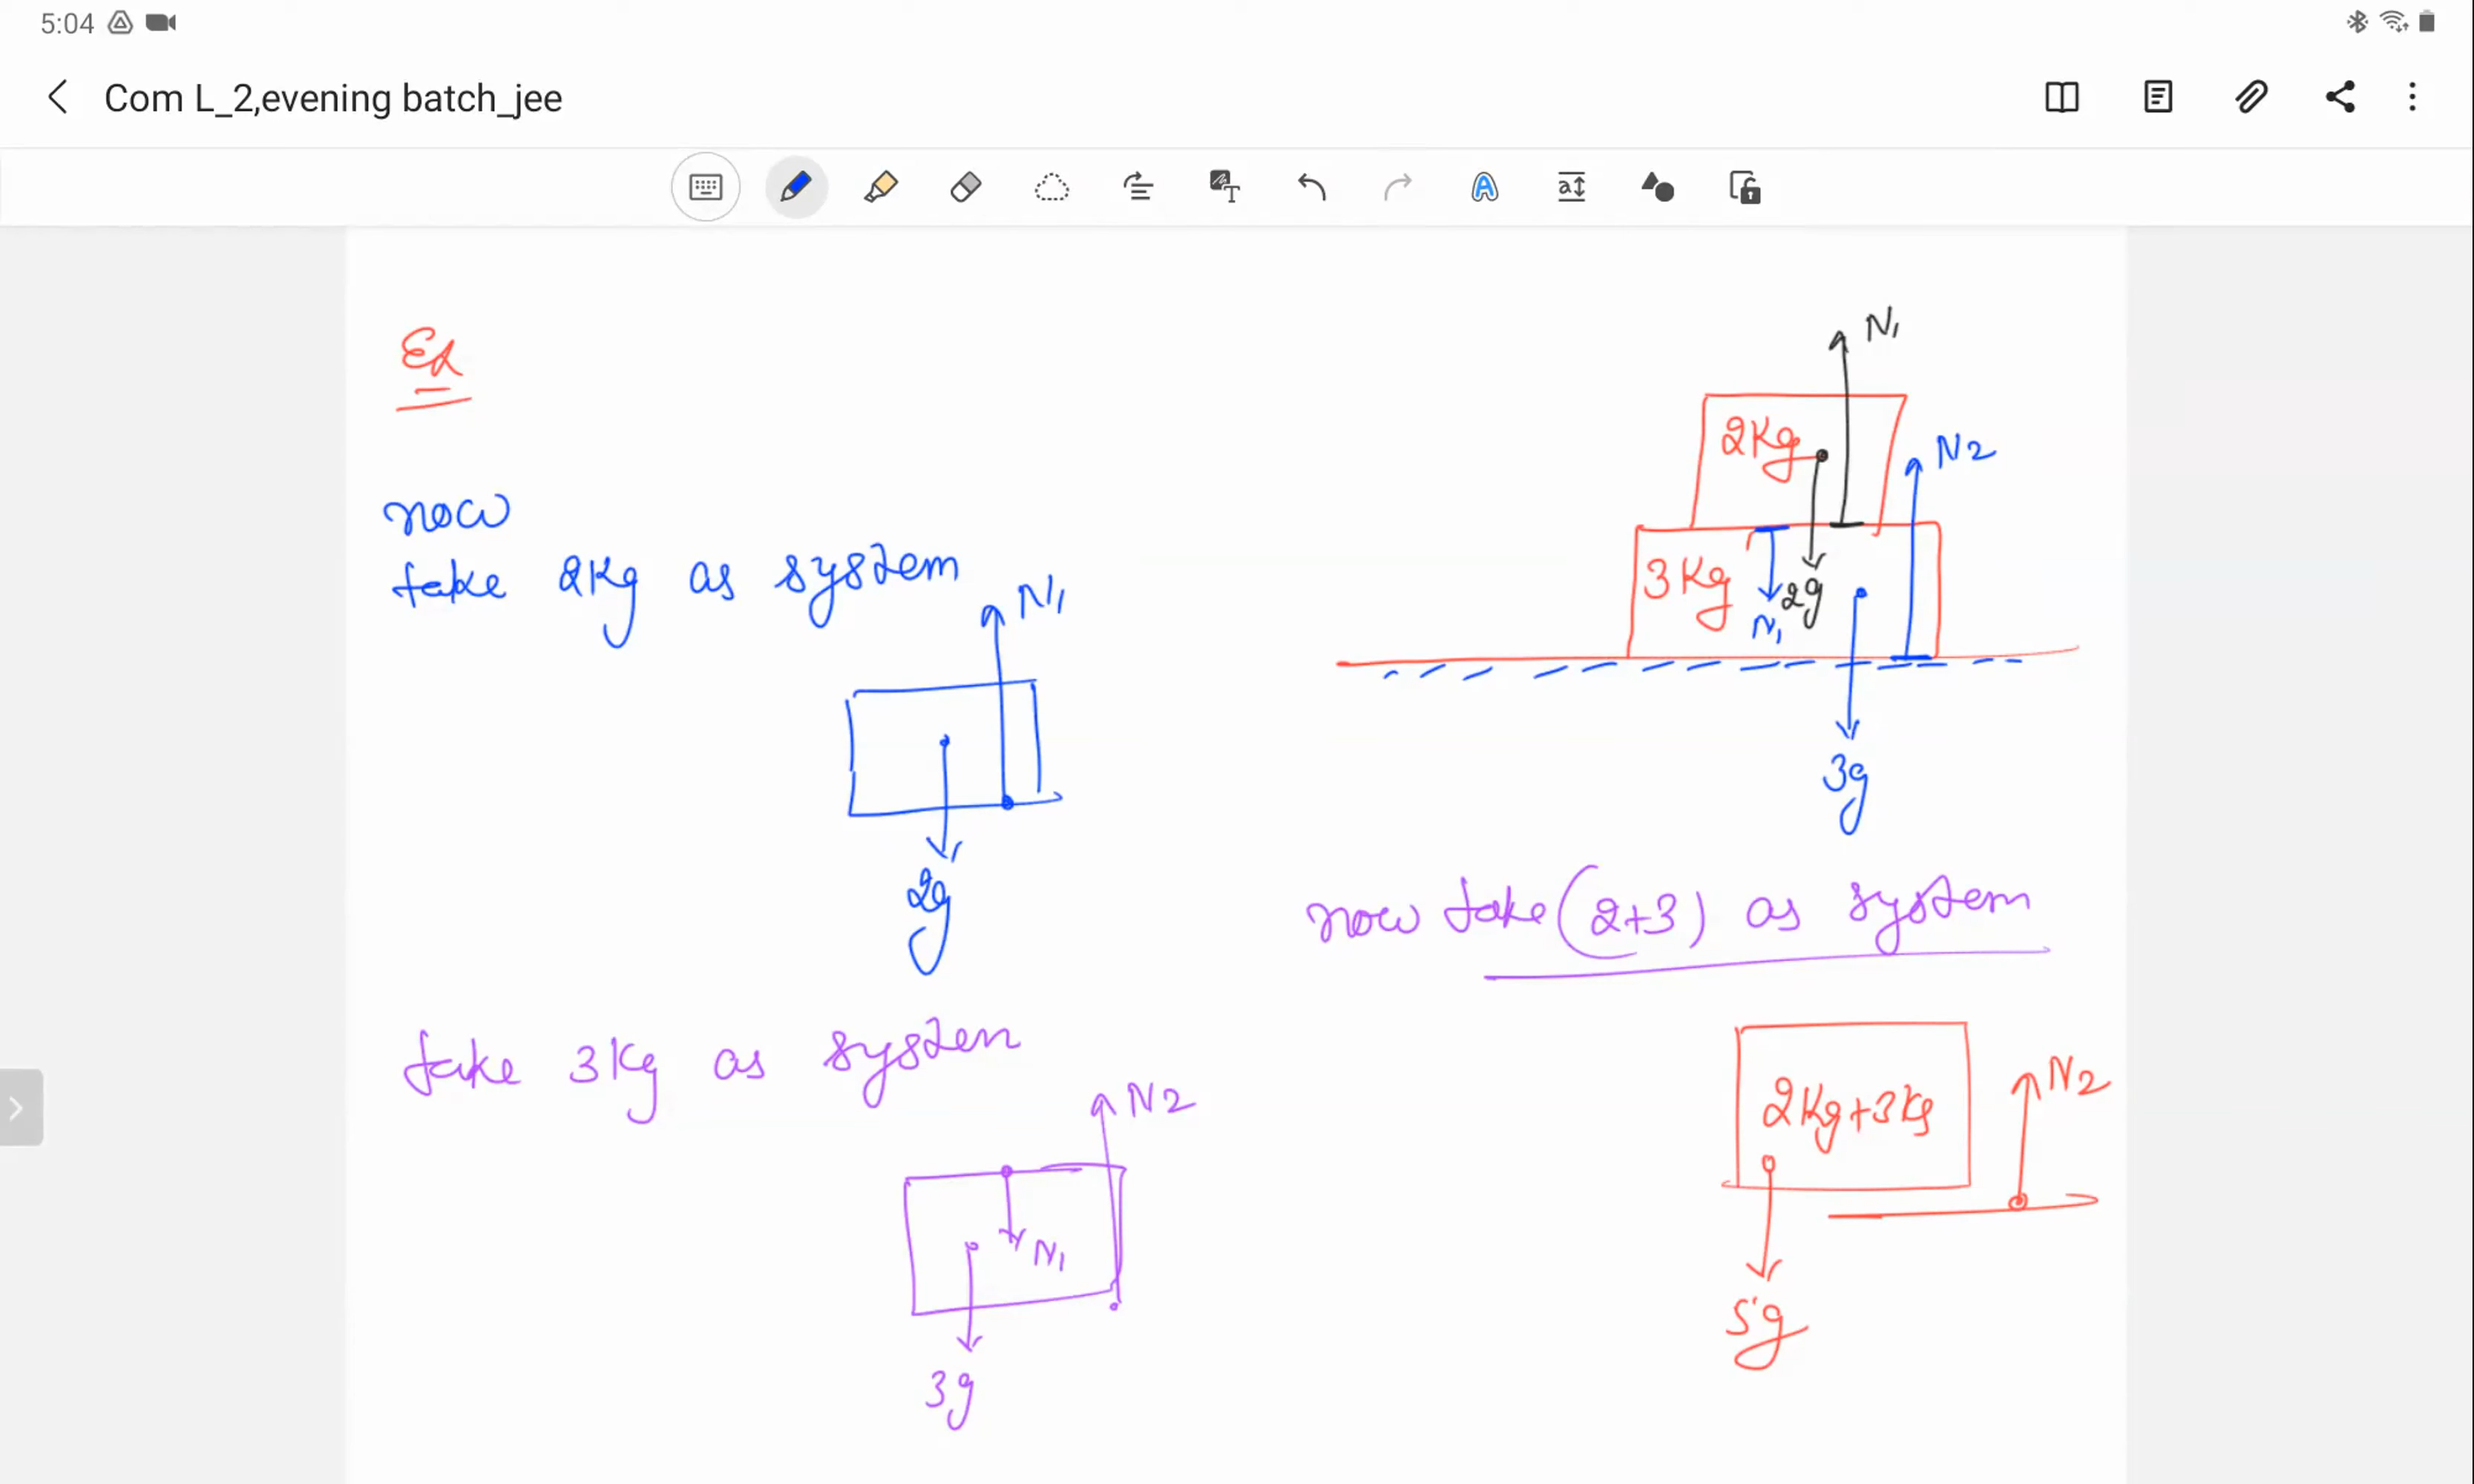 5:04
Com L_2,evening batch_jee
Ex
now
take 2Kg as system
N1
2g
take 3Kg as system
N2
N1
3g
N1
2Kg
N2
3Kg
N1
2g
3g
now take (2+3) as system
2Kg+3Kg
N2
5g